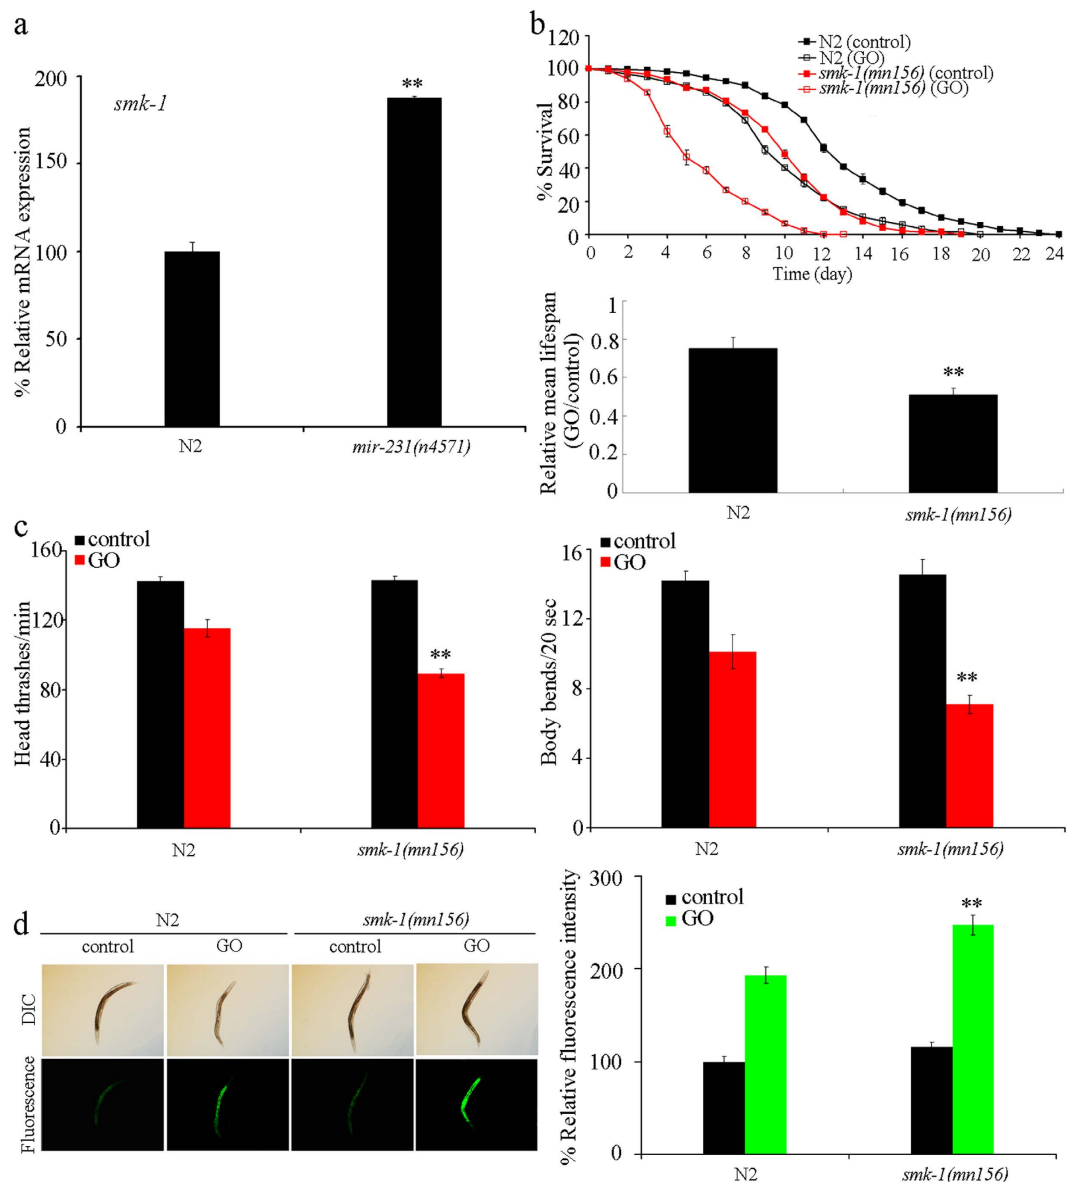 a
% Relative mRNA expression
200
150
100
50
0
smk-1
**
N2
mir-231(n4571)
b
% Survival
120
100
80
60
40
20
0
N2 (control)
N2 (GO)
smk-1(mn156) (control)
smk-1(mn156) (GO)
0 2 4 6 8 10 12 14 16 18 20 22 24
Time (day)
Relative mean lifespan
(GO/control)
1
0.8
0.6
0.4
0.2
0
**
N2
smk-1(mn156)
c
control
GO
Head thrashes/min
160
120
80
40
0
**
N2
smk-1(mn156)
control
GO
Body bends/20 sec
16
12
8
4
0
**
N2
smk-1(mn156)
d
N2
smk-1(mn156)
control
GO
control
GO
DIC
Fluorescence
% Relative fluorescence intensity
300
200
100
0
control
GO
**
N2
smk-1(mn156)